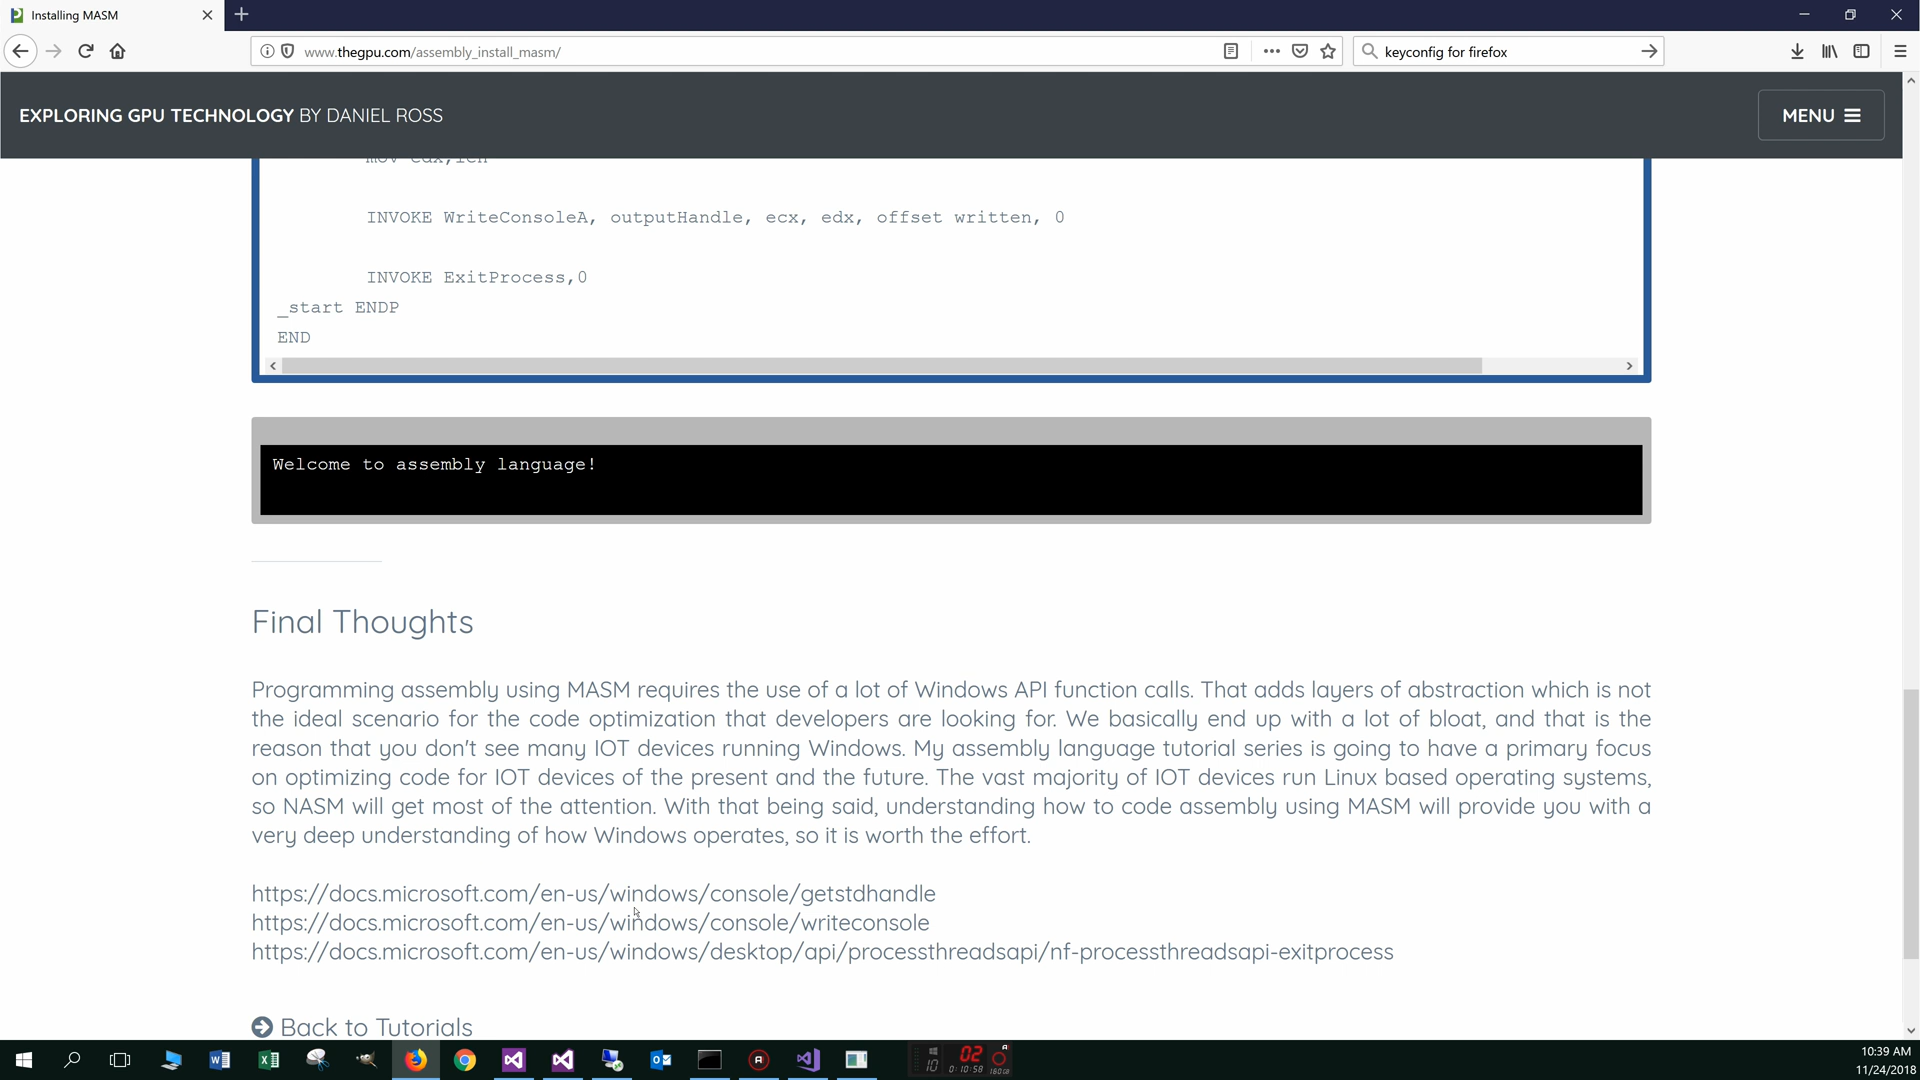 Installing MASM
www.thegpu.com/assembly_install_masm/
keyconfig for firefox
EXPLORING GPU TECHNOLOGY BY DANIEL ROSS
MENU
mov edx,len
INVOKE WriteConsoleA, outputHandle, ecx, edx, offset written, 0
INVOKE ExitProcess,0
_start ENDP
END
Welcome to assembly language!
Final Thoughts
Programming assembly using MASM requires the use of a lot of Windows API function calls. That adds layers of abstraction which is not
the ideal scenario for the code optimization that developers are looking for. We basically end up with a lot of bloat, and that is the
reason that you don't see many IOT devices running Windows. My assembly language tutorial series is going to have a primary focus
on optimizing code for IOT devices of the present and the future. The vast majority of IOT devices run Linux based operating systems,
so NASM will get most of the attention. With that being said, understanding how to code assembly using MASM will provide you with a
very deep understanding of how Windows operates, so it is worth the effort.
https://docs.microsoft.com/en-us/windows/console/getstdhandle
https://docs.microsoft.com/en-us/windows/console/writeconsole
https://docs.microsoft.com/en-us/windows/desktop/api/processthreadsapi/nf-processthreadsapi-exitprocess
Back to Tutorials
10 02 0:10:58 160GB
10:39 AM
11/24/2018